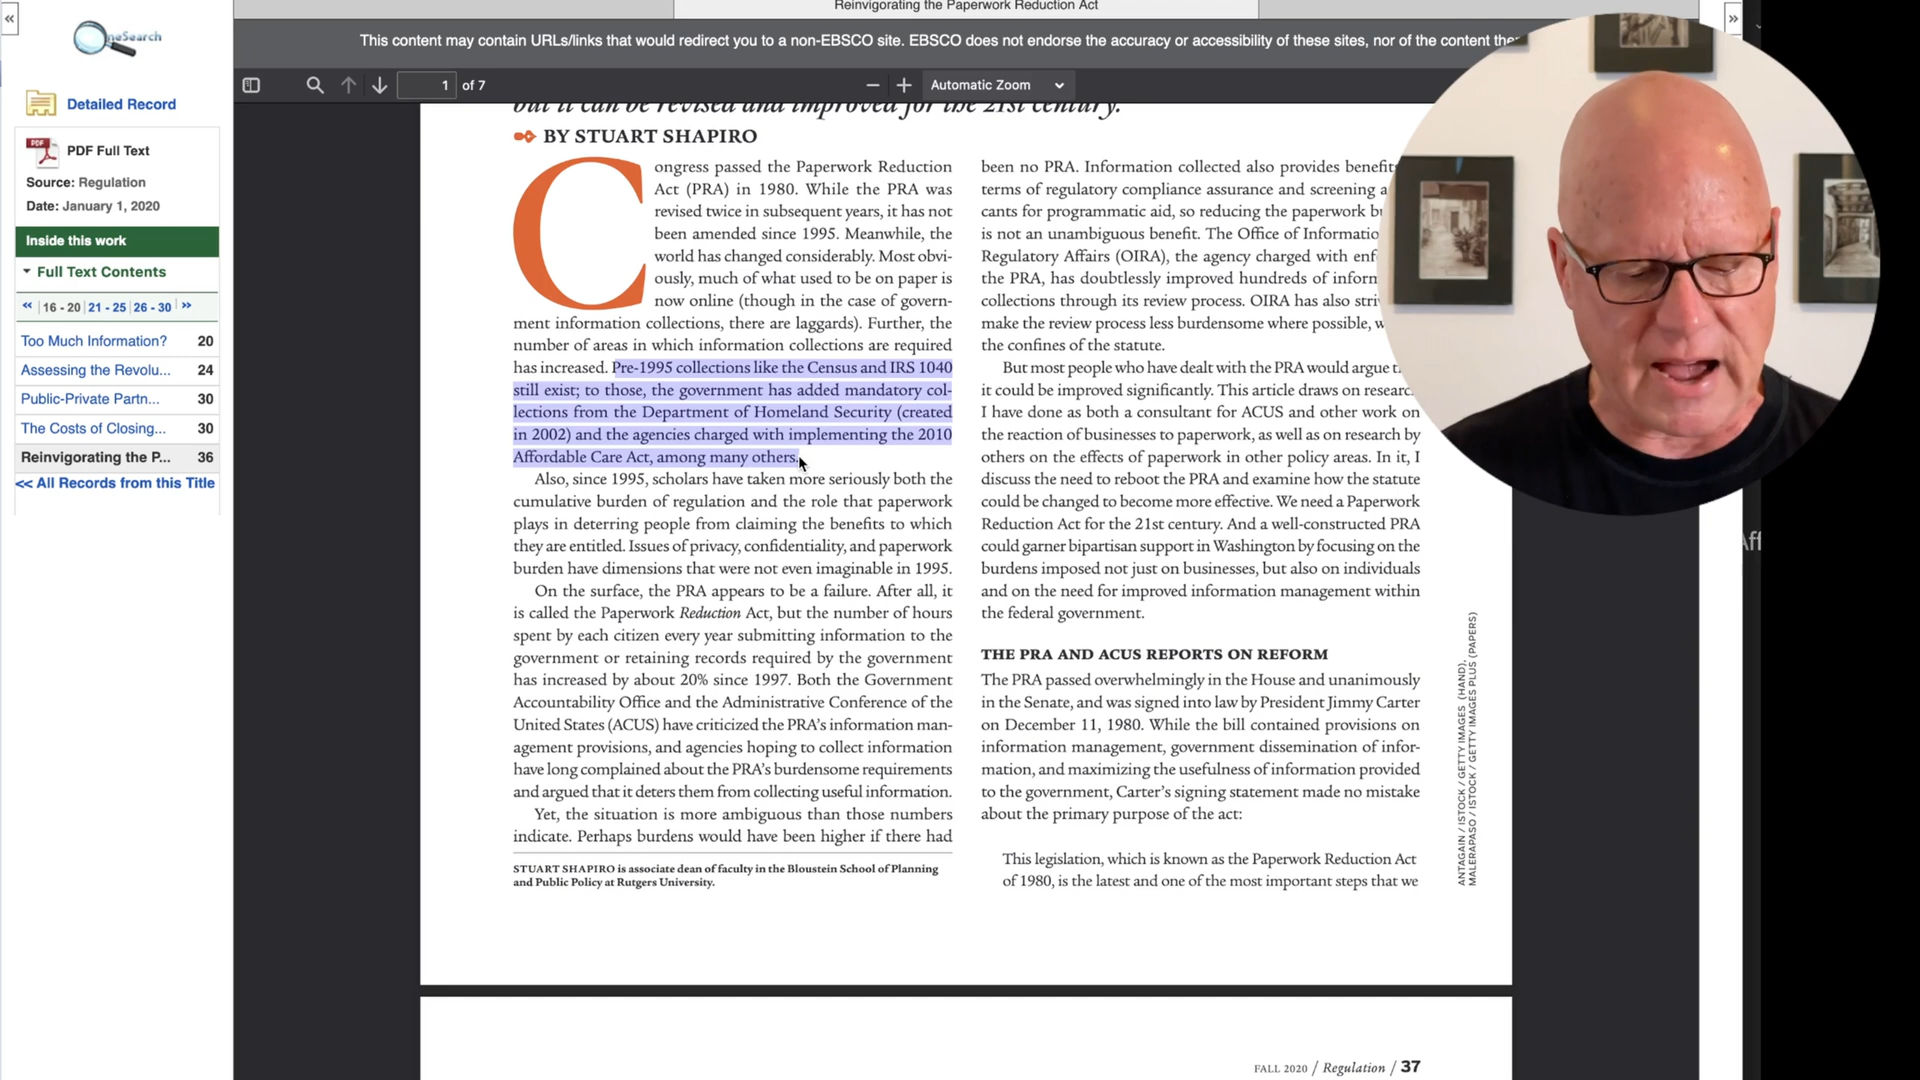 Reinvigorating the Paperwork Reduction Act
This content may contain URLs/links that would redirect you to a non-EBSCO site. EBSCO does not endorse the accuracy or accessibility of these sites, nor of the content
1 of 7
Automatic Zoom
neSearch
Detailed Record
PDF
PDF Full Text
Source: Regulation
Date: January 1, 2020
Inside this work
Full Text Contents
« | 16 - 20 | 21 - 25 | 26 - 30 | »
Too Much Information? 20
Assessing the Revolu... 24
Public-Private Partn... 30
The Costs of Closing... 30
Reinvigorating the P... 36
<< All Records from this Title
but it can be revised and improved for the 21st century.
BY STUART SHAPIRO
Congress passed the Paperwork Reduction
Act (PRA) in 1980. While the PRA was
revised twice in subsequent years, it has not
been amended since 1995. Meanwhile, the
world has changed considerably. Most obvi-
ously, much of what used to be on paper is
now online (though in the case of govern-
ment information collections, there are laggards). Further, the
number of areas in which information collections are required
has increased. Pre-1995 collections like the Census and IRS 1040
still exist; to those, the government has added mandatory col-
lections from the Department of Homeland Security (created
in 2002) and the agencies charged with implementing the 2010
Affordable Care Act, among many others.
Also, since 1995, scholars have taken more seriously both the
cumulative burden of regulation and the role that paperwork
plays in deterring people from claiming the benefits to which
they are entitled. Issues of privacy, confidentiality, and paperwork
burden have dimensions that were not even imaginable in 1995.
On the surface, the PRA appears to be a failure. After all, it
is called the Paperwork Reduction Act, but the number of hours
spent by each citizen every year submitting information to the
government or retaining records required by the government
has increased by about 20% since 1997. Both the Government
Accountability Office and the Administrative Conference of the
United States (ACUS) have criticized the PRA's information man-
agement provisions, and agencies hoping to collect information
have long complained about the PRA's burdensome requirements
and argued that it deters them from collecting useful information.
Yet, the situation is more ambiguous than those numbers
indicate. Perhaps burdens would have been higher if there had
STUART SHAPIRO is associate dean of faculty in the Bloustein School of Planning
and Public Policy at Rutgers University.
been no PRA. Information collected also provides benefits
terms of regulatory compliance assurance and screening
cants for programmatic aid, so reducing the paperwork
is not an unambiguous benefit. The Office of
Regulatory Affairs (OIRA), the agency charged with
the PRA, has doubtlessly improved hundreds of
collections through its review process. OIRA has also
make the review process less burdensome where possible,
the confines of the statute.
But most people who have dealt with the PRA would argue
it could be improved significantly. This article draws on
I have done as both a consultant for ACUS and other work on
the reaction of businesses to paperwork, as well as on research by
others on the effects of paperwork in other policy areas. In it, I
discuss the need to reboot the PRA and examine how the statute
could be changed to become more effective. We need a Paperwork
Reduction Act for the 21st century. And a well-constructed PRA
could garner bipartisan support in Washington by focusing on the
burdens imposed not just on businesses, but also on individuals
and on the need for improved information management within
the federal government.
THE PRA AND ACUS REPORTS ON REFORM
The PRA passed overwhelmingly in the House and unanimously
in the Senate, and was signed into law by President Jimmy Carter
on December 11, 1980. While the bill contained provisions on
information management, government dissemination of infor-
mation, and maximizing the usefulness of information provided
to the government, Carter's signing statement made no mistake
about the primary purpose of the act:
This legislation, which is known as the Paperwork Reduction Act
of 1980, is the latest and one of the most important steps that we
ANTAGAIN / ISTOCK / GETTY IMAGES (HAND),
MALERAPASO / ISTOCK / GETTY IMAGES PLUS (PAPERS)
FALL 2020 / Regulation / 37